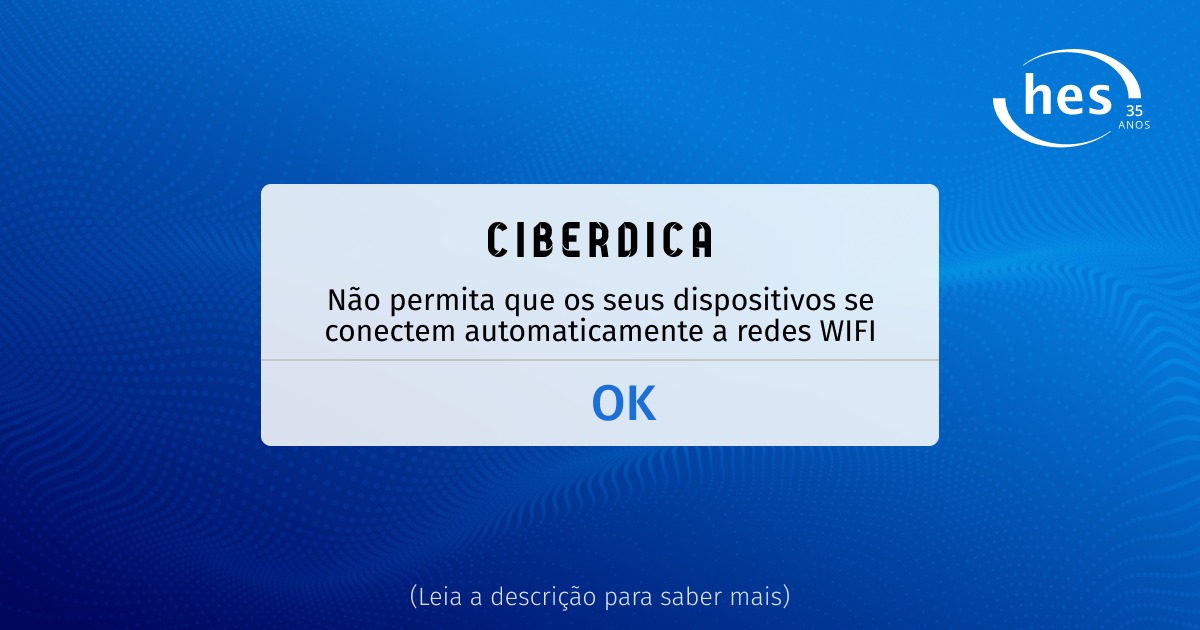 hes
35
ANOS
CIBERDICA
Não permita que os seus dispositivos se
conectem automaticamente a redes WIFI
OK
(Leia a descrição para saber mais)